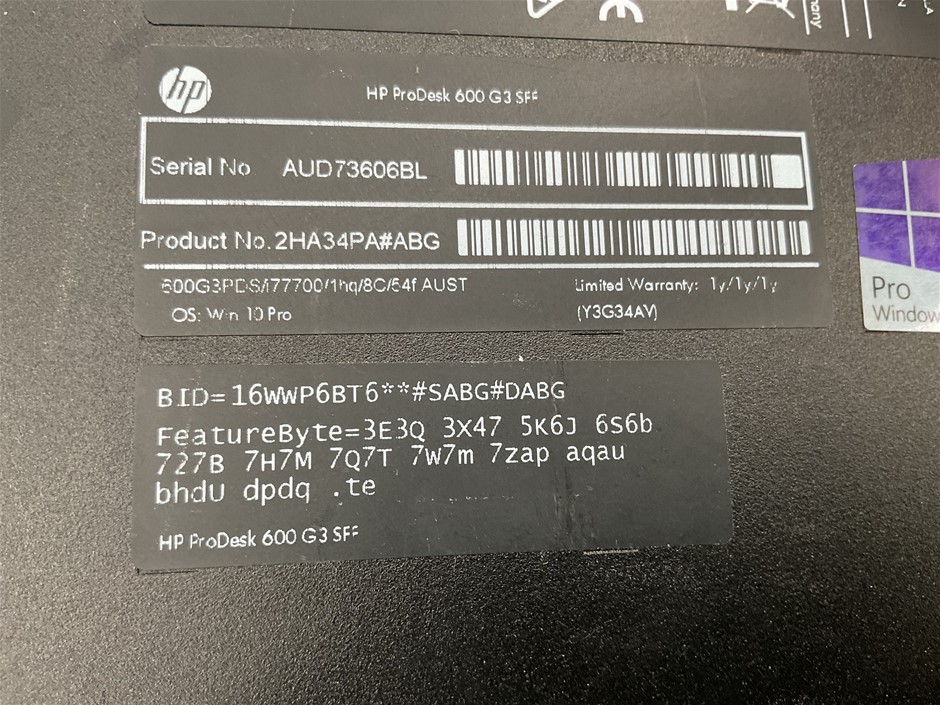 many
hp
HP ProDesk 600 G3 SFF
Serial No AUD73606BL
Product No. 2HA34PA#ABG
600G3PDS/i77700/1hq/8C/54f AUST
Limited Warranty: 1y/1y/1y
OS: Win 10 Pro
(Y3G34AV)
Pro
Window
BID=16WWP6BT6**#SABG#DABG
FeatureByte=3E3Q 3X47 5K6J 6S6b
727B 7H7M 7Q7T 7W7m 7zap aqau
bhdU dpdq .te
HP ProDesk 600 G3 SFF